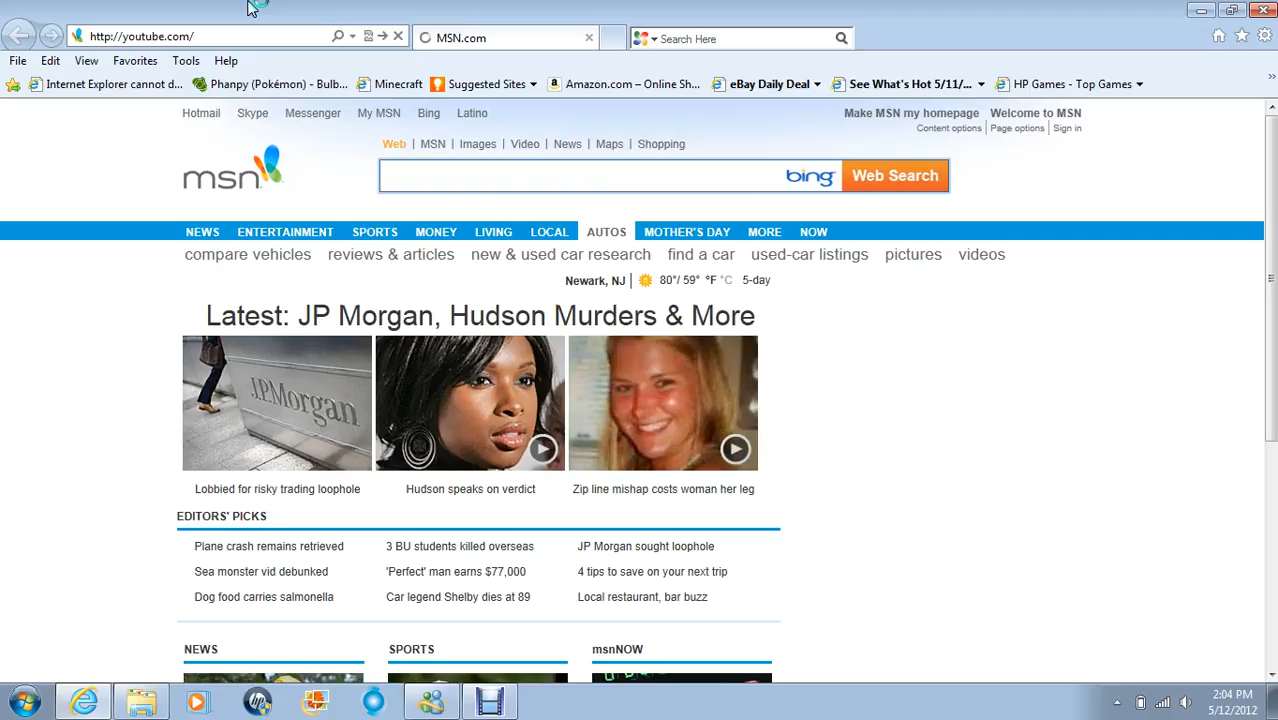 http://youtube.com/
MSN.com
Search Here
File Edit View Favorites Tools Help
Internet Explorer cannot d... Phanpy (Pokémon) - Bulb... Minecraft Suggested Sites Amazon.com – Online Sh... eBay Daily Deal See What's Hot 5/11/... HP Games - Top Games »
Hotmail Skype Messenger My MSN Bing Latino Make MSN my homepage Welcome to MSN
Content options | Page options | Sign in
Web | MSN | Images | Video | News | Maps | Shopping
msn
bing Web Search
NEWS ENTERTAINMENT SPORTS MONEY LIVING LOCAL AUTOS MOTHER'S DAY MORE NOW
compare vehicles reviews & articles new & used car research find a car used-car listings pictures videos
Newark, NJ | 80°/ 59° °F °C 5-day
Latest: JP Morgan, Hudson Murders & More
J.P.Morgan
Lobbied for risky trading loophole Hudson speaks on verdict Zip line mishap costs woman her leg
EDITORS' PICKS
Plane crash remains retrieved 3 BU students killed overseas JP Morgan sought loophole
Sea monster vid debunked 'Perfect' man earns $77,000 4 tips to save on your next trip
Dog food carries salmonella Car legend Shelby dies at 89 Local restaurant, bar buzz
NEWS SPORTS msnNOW
2:04 PM
5/12/2012